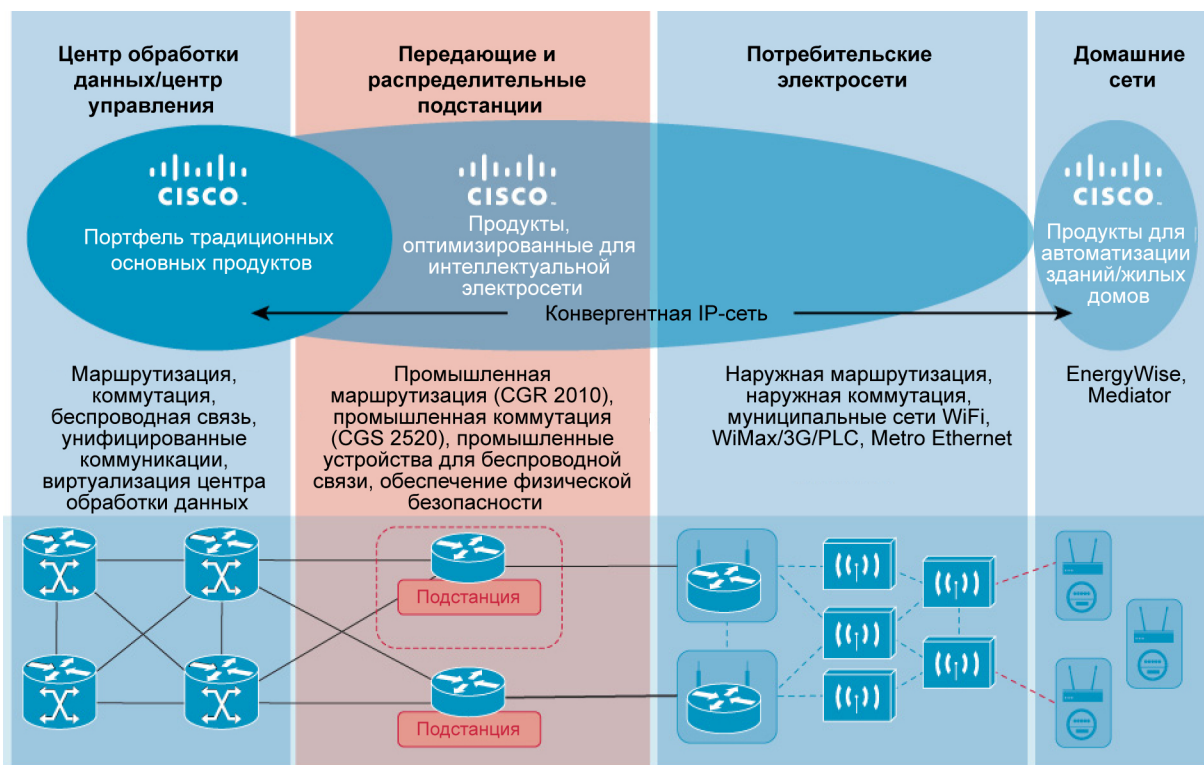 Центр обработки
данных/центр
управления
Передающие и
распределительные
подстанции
Потребительские
электросети
Домашние
сети
CISCO
Портфель традиционных
основных продуктов
CISCO
Продукты,
оптимизированные для
интеллектуальной
электросети
CISCO
Продукты для
автоматизации
зданий/жилых
домов
Конвергентная IP-сеть
Маршрутизация,
коммутация,
беспроводная связь,
унифицированные
коммуникации,
виртуализация центра
обработки данных
Промышленная
маршрутизация (CGR 2010),
промышленная коммутация
(CGS 2520), промышленные
устройства для беспроводной
связи, обеспечение физической
безопасности
Наружная маршрутизация,
наружная коммутация,
муниципальные сети WiFi,
WiMax/3G/PLC, Metro Ethernet
EnergyWise,
Mediator
Подстанция
Подстанция